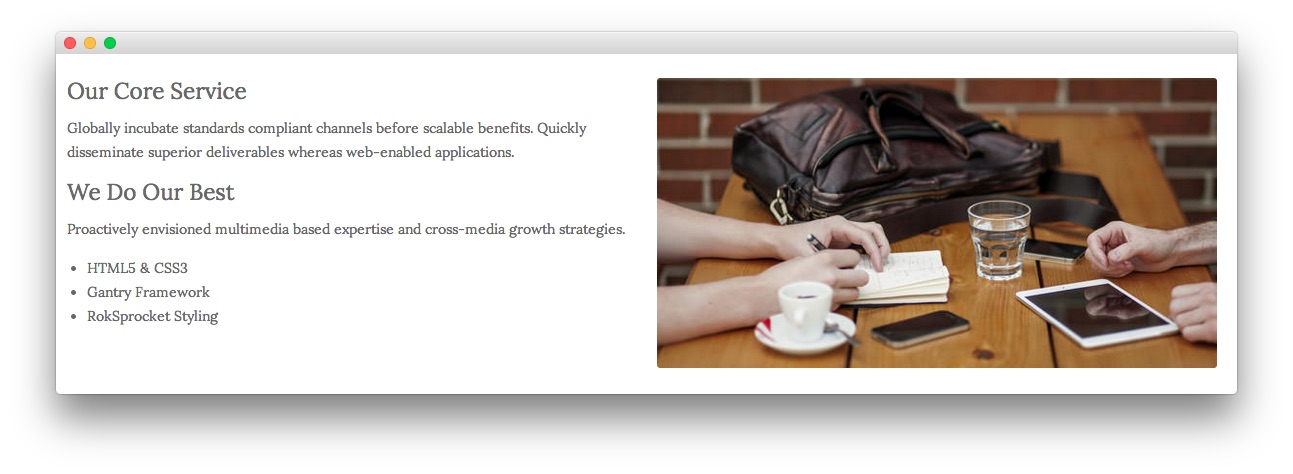 Our Core Service
Globally incubate standards compliant channels before scalable benefits. Quickly
disseminate superior deliverables whereas web-enabled applications.
We Do Our Best
Proactively envisioned multimedia based expertise and cross-media growth strategies.
HTML5 & CSS3
Gantry Framework
RokSprocket Styling